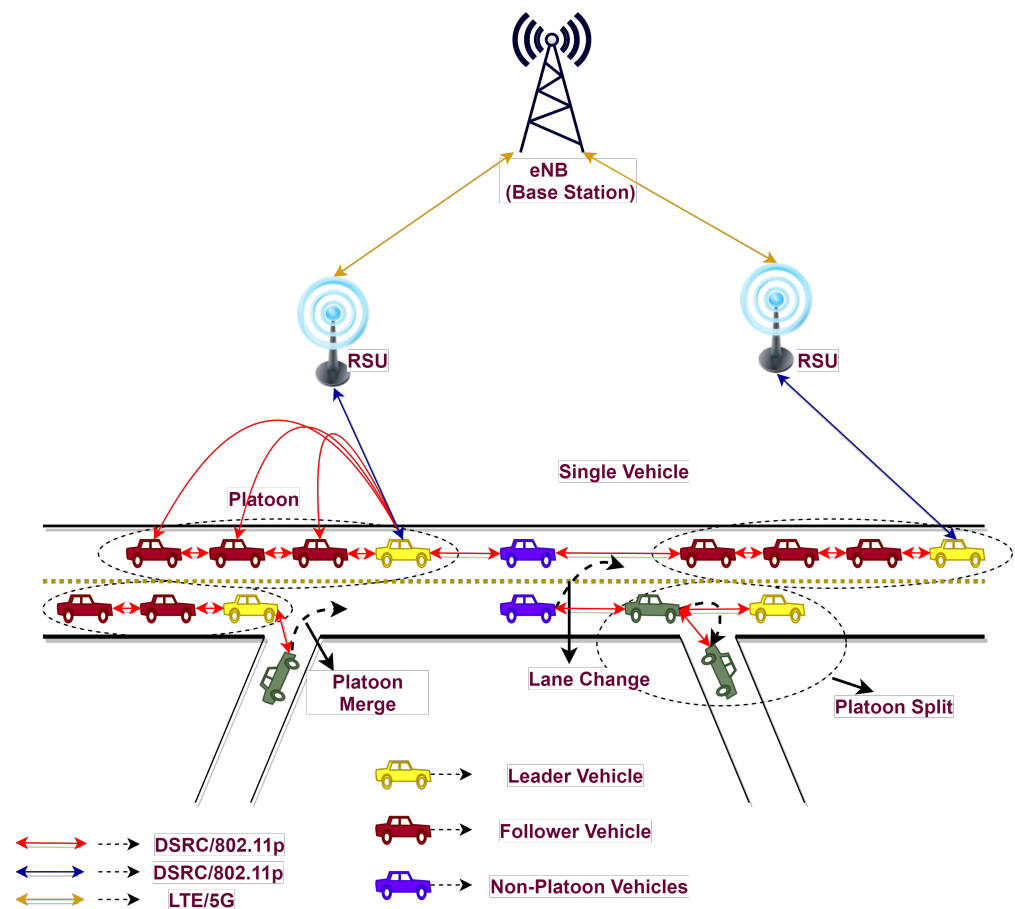 eNB
(Base Station)
RSU
RSU
Single Vehicle
Platoon
Platoon
Merge
Lane Change
Platoon Split
Leader Vehicle
Follower Vehicle
Non-Platoon Vehicles
DSRC/802.11p
DSRC/802.11p
LTE/5G